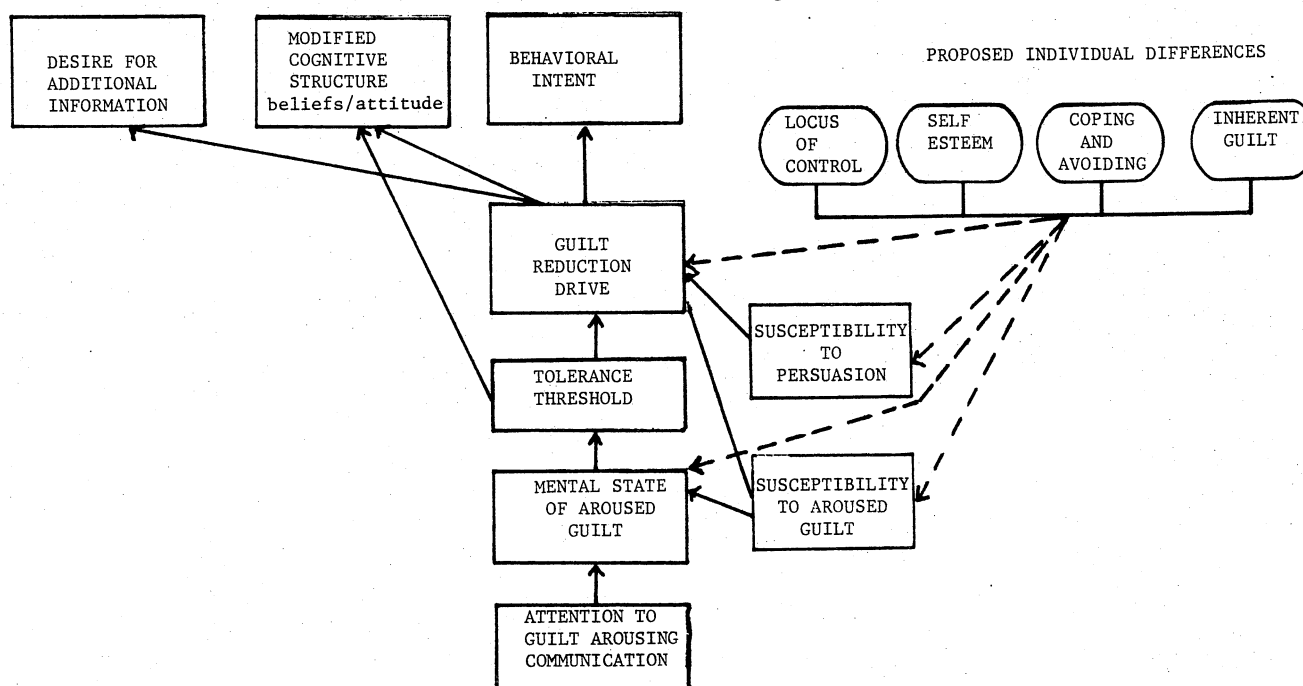 DESIRE FOR
ADDITIONAL
INFORMATION
MODIFIED
COGNITIVE
STRUCTURE
beliefs/attitude
BEHAVIORAL
INTENT
PROPOSED INDIVIDUAL DIFFERENCES
LOCUS
OF
CONTROL
SELF
ESTEEM
COPING
AND
AVOIDING
INHERENT
GUILT
GUILT
REDUCTION
DRIVE
SUSCEPTIBILITY
TO
PERSUASION
TOLERANCE
THRESHOLD
MENTAL STATE
OF AROUSED
GUILT
SUSCEPTIBILITY
TO AROUSED
GUILT
ATTENTION TO
GUILT AROUSING
COMMUNICATION